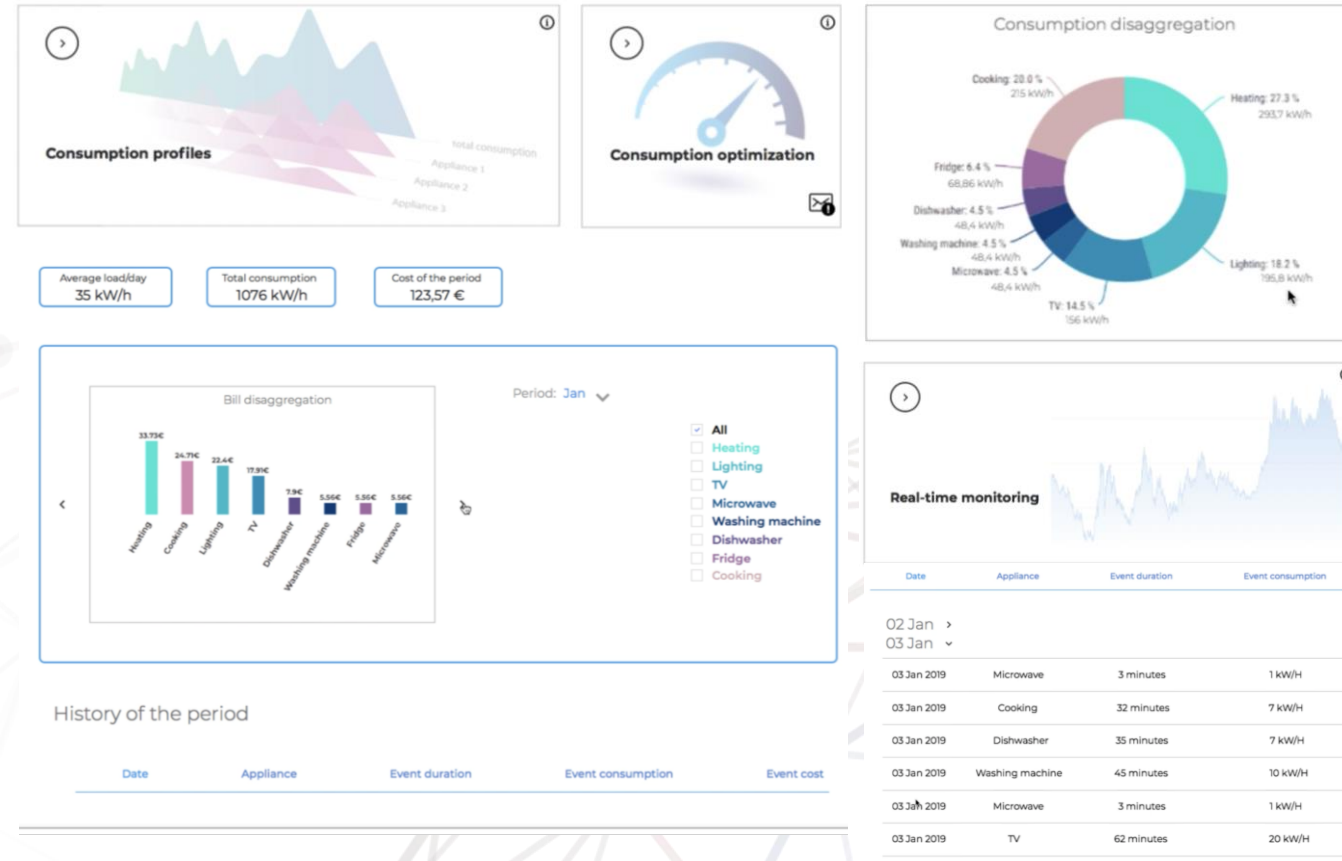 Consumption profiles
total consumption
Appliance 1
Appliance 2
Appliance 3
Consumption optimization
Consumption disaggregation
Cooking: 20.0 %
215 kW/h
Heating: 27.3 %
293,7 kW/h
Fridge: 6.4 %
68,86 kW/h
Dishwasher: 4.5 %
48,4 kW/h
Washing machine: 4.5 %
48,4 kW/h
Microwave: 4.5 %
48,4 kW/h
TV: 14.5 %
156 kW/h
Lighting: 18.2 %
195,8 kW/h
Average load/day
35 kW/h
Total consumption
1076 kW/h
Cost of the period
123,57 €
Bill disaggregation
33.73€
24.71€
22.4€
17.91€
7.9€
5.56€
5.56€
5.56€
Heating
Cooking
Lighting
TV
Dishwasher
Washing machine
Fridge
Microwave
Period: Jan
All
Heating
Lighting
TV
Microwave
Washing machine
Dishwasher
Fridge
Cooking
History of the period
Date Appliance Event duration Event consumption Event cost
Real-time monitoring
Date Appliance Event duration Event consumption
02 Jan
03 Jan
03 Jan 2019 Microwave 3 minutes 1 kW/H
03 Jan 2019 Cooking 32 minutes 7 kW/H
03 Jan 2019 Dishwasher 35 minutes 7 kW/H
03 Jan 2019 Washing machine 45 minutes 10 kW/H
03 Jan 2019 Microwave 3 minutes 1 kW/H
03 Jan 2019 TV 62 minutes 20 kW/H